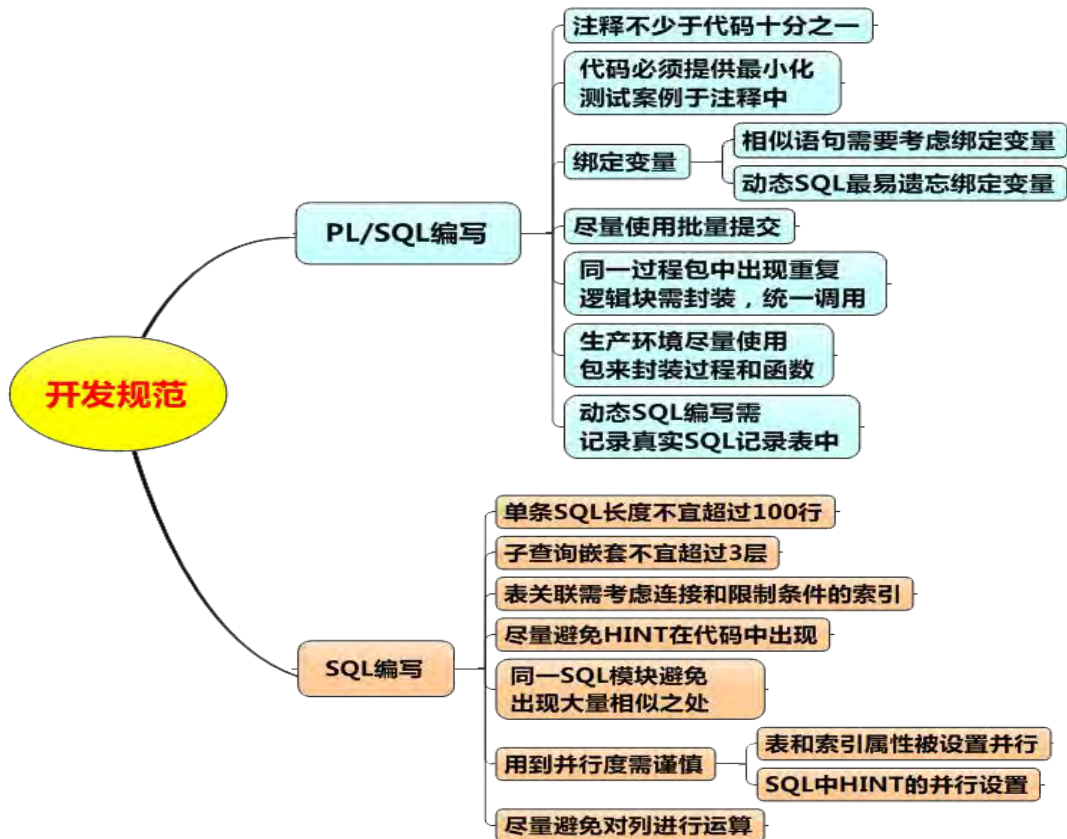 开发规范
PL/SQL编写
注释不少于代码十分之一
代码必须提供最小化
测试案例于注释中
绑定变量
相似语句需要考虑绑定变量
动态SQL最易遗忘绑定变量
尽量使用批量提交
同一过程包中出现重复
逻辑块需封装，统一调用
生产环境尽量使用
包来封装过程和函数
动态SQL编写需
记录真实SQL记录表中
SQL编写
单条SQL长度不宜超过100行
子查询嵌套不宜超过3层
表关联需考虑连接和限制条件的索引
尽量避免HINT在代码中出现
同一SQL模块避免
出现大量相似之处
用到并行度需谨慎
表和索引属性被设置并行
SQL中HINT的并行设置
尽量避免对列进行运算